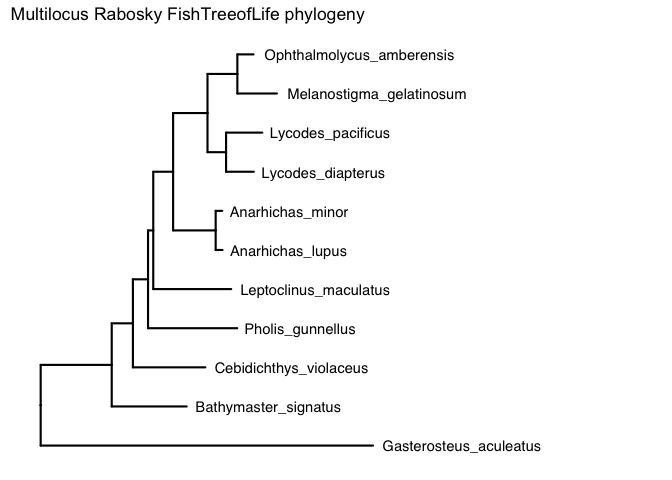 Multilocus Rabosky FishTreeofLife phylogeny
Ophthalmolycus_amberensis
Melanostigma_gelatinosum
Lycodes_pacificus
Lycodes_diapterus
Anarhichas_minor
Anarhichas_lupus
Leptoclinus_maculatus
Pholis_gunnellus
Cebidichthys_violaceus
Bathymaster_signatus
Gasterosteus_aculeatus